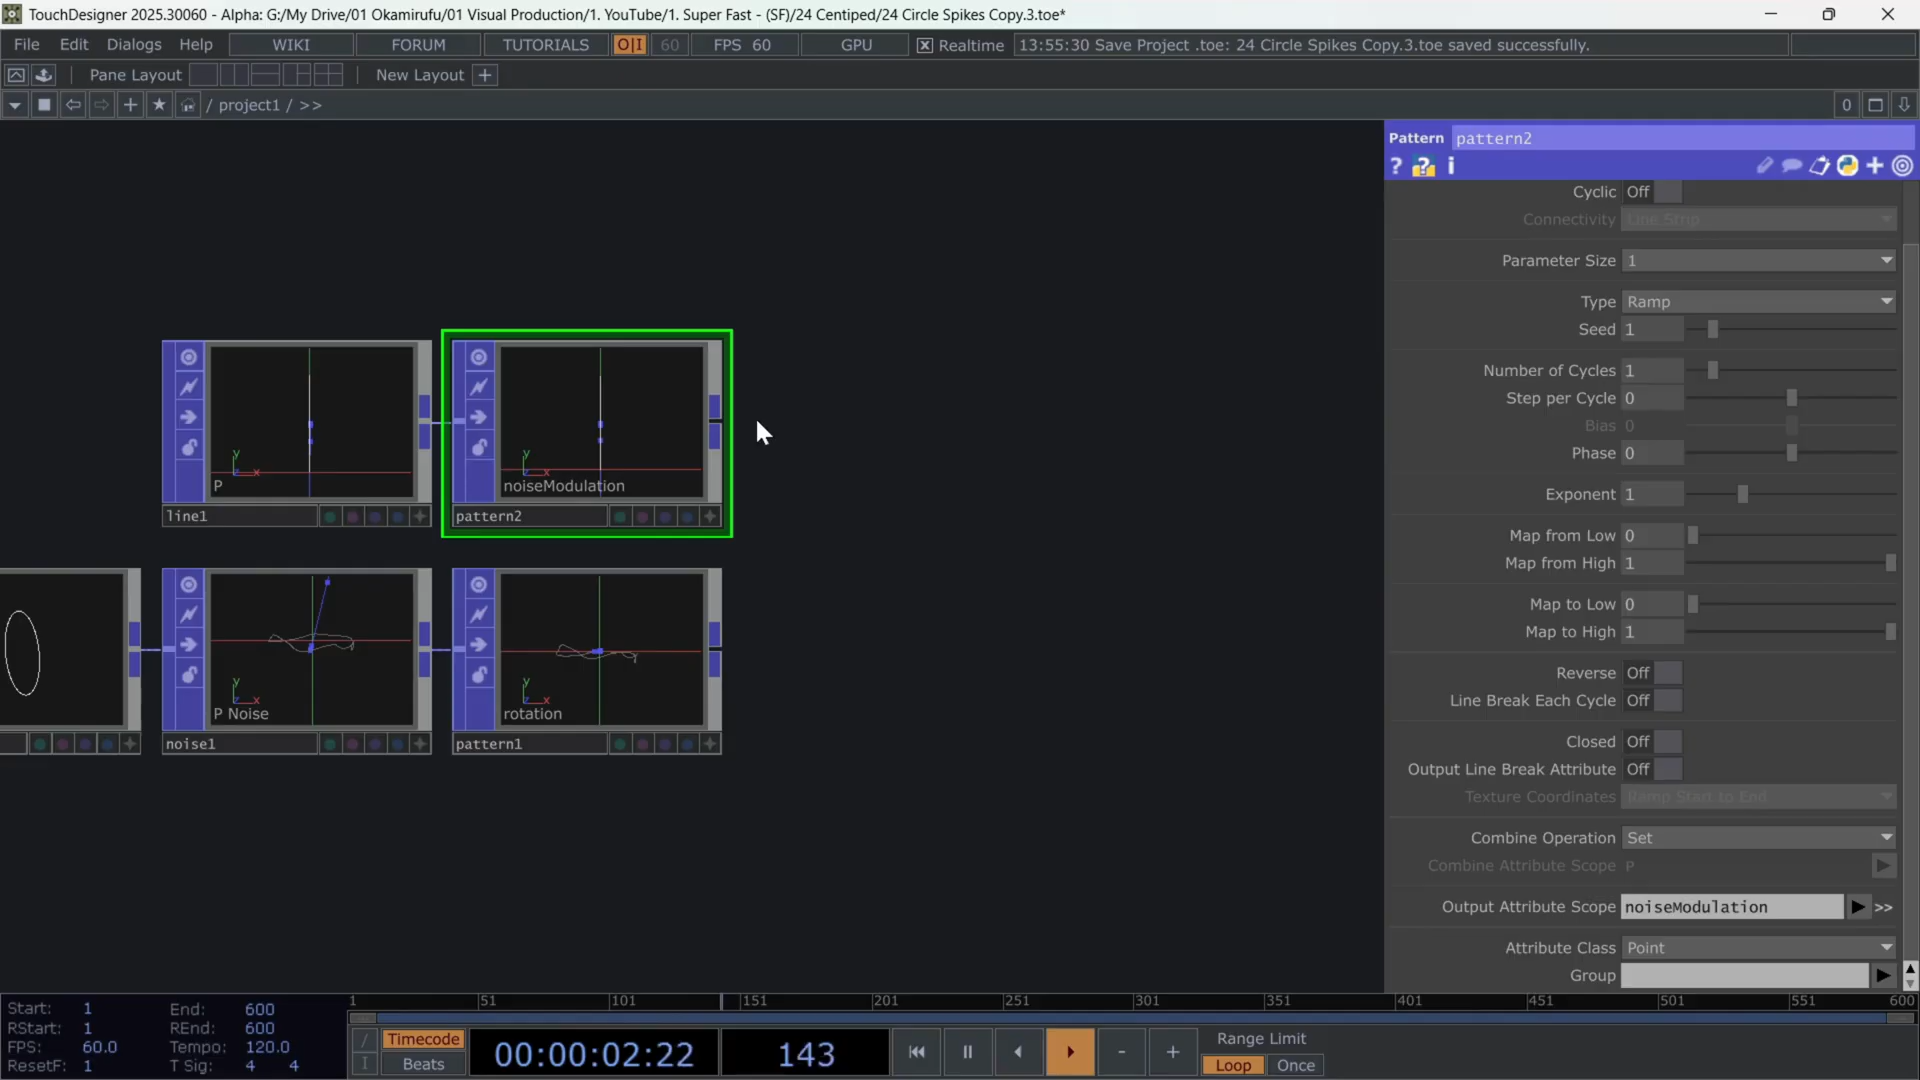 TouchDesigner 2025.30060 - Alpha: G:/My Drive/01 Okamirufu/01 Visual Production/1. YouTube/1. Super Fast - (SF)/24 Centiped/24 Circle Spikes Copy.3.toe*
File Edit Dialogs Help WIKI FORUM TUTORIALS O|I 60 FPS 60 GPU Realtime 13:55:30 Save Project .toe: 24 Circle Spikes Copy.3.toe saved successfully.
Pane Layout New Layout +
/ project1 / >> 0
Pattern pattern2
? ? i
Cyclic Off
Connectivity Line Strip
Parameter Size 1
Type Ramp
Seed 1
Number of Cycles 1
Step per Cycle 0
Bias 0
Phase 0
Exponent 1
Map from Low 0
Map from High 1
Map to Low 0
Map to High 1
Reverse Off
Line Break Each Cycle Off
Closed Off
Output Line Break Attribute Off
Texture Coordinates Ramp Start to End
Combine Operation Set
Combine Attribute Scope P
Output Attribute Scope noiseModulation >>
Attribute Class Point
Group
y x
P
line1
y x
noiseModulation
pattern2
y x
P Noise
noise1
y x
rotation
pattern1
1 51 101 151 201 251 301 351 401 451 501 551 600
Start: 1 End: 600
RStart: 1 REnd: 600
FPS: 60.0 Tempo: 120.0
ResetF: 1 T Sig: 4 4
/ I
Timecode
Beats
00:00:02:22
143
- +
Range Limit
Loop Once